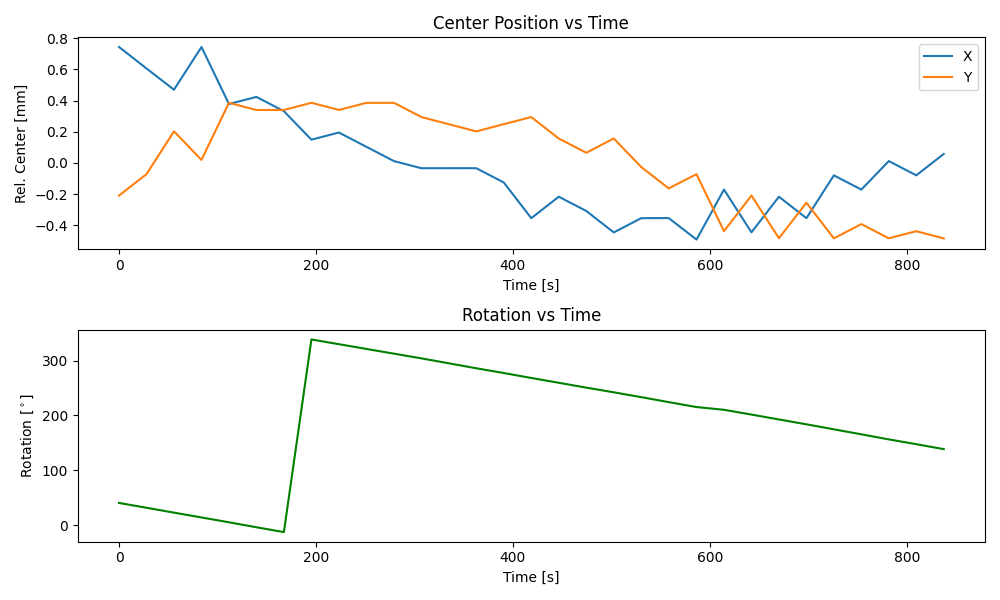 Center Position vs Time
Rel. Center [mm]
0.8
0.6
0.4
0.2
0.0
−0.2
−0.4
X
Y
0 200 400 600 800
Time [s]
Rotation vs Time
Rotation [°]
300
200
100
0
0 200 400 600 800
Time [s]